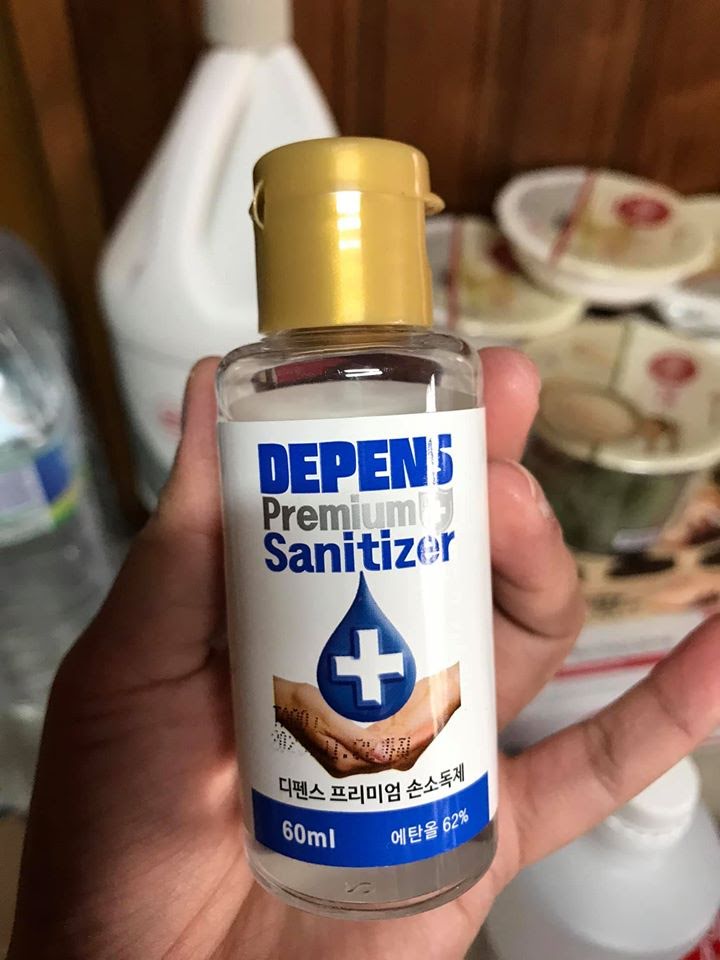 DEPENS
Premium
Sanitizer
디펜스 프리미엄 손소독제
60ml 에탄올 62%